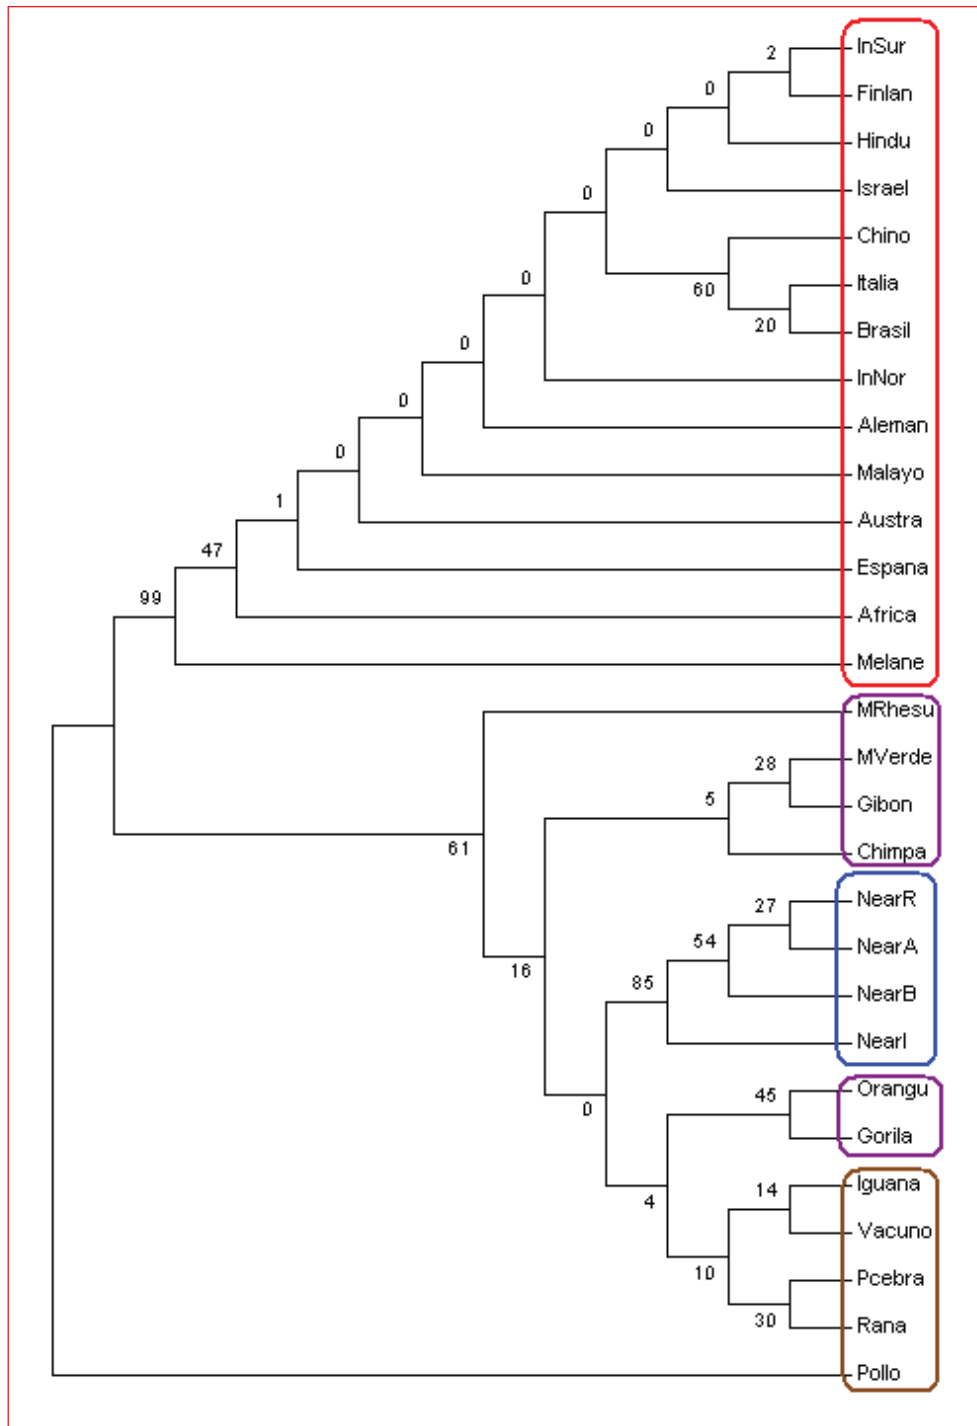 InSur
2
Finlan
0
Hindu
0
Israel
0
Chino
60
Italia
20
Brasil
0
InNor
0
Aleman
0
Malayo
0
Austra
1
Espana
47
Africa
99
Melane
MRhesu
61
MVerde
28
Gibon
5
Chimpa
16
NearR
27
NearA
54
NearB
85
NearI
0
Orangu
45
Gorila
4
Iguana
14
Vacuno
10
Pcebra
30
Rana
Pollo